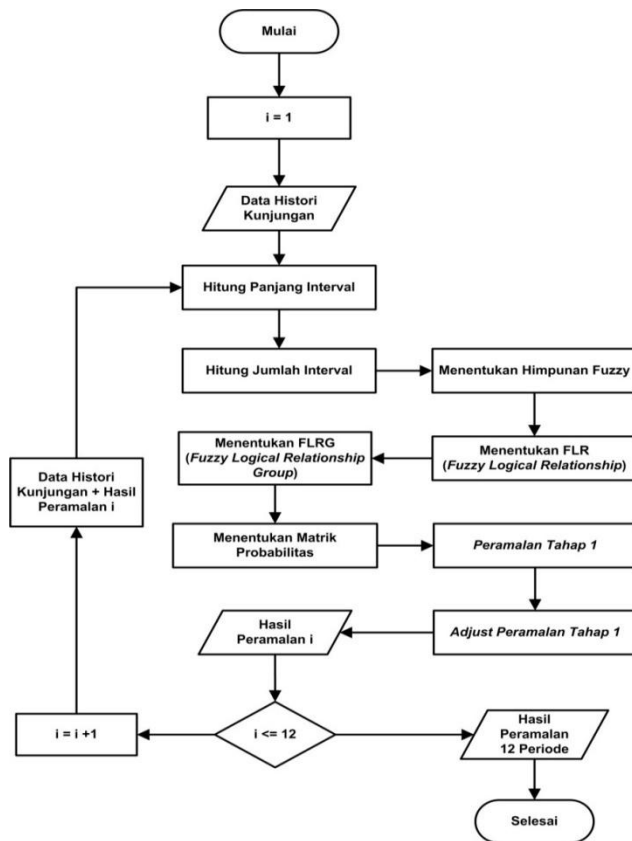 Mulai
i = 1
Data Histori
Kunjungan
Hitung Panjang Interval
Hitung Jumlah Interval
Menentukan Himpunan Fuzzy
Menentukan FLR
(Fuzzy Logical Relationship)
Menentukan FLRG
(Fuzzy Logical Relationship
Group)
Data Histori
Kunjungan + Hasil
Peramalan i
Menentukan Matrik
Probabilitas
Peramalan Tahap 1
Adjust Peramalan Tahap 1
Hasil
Peramalan i
i <= 12
i = i +1
Hasil
Peramalan
12 Periode
Selesai